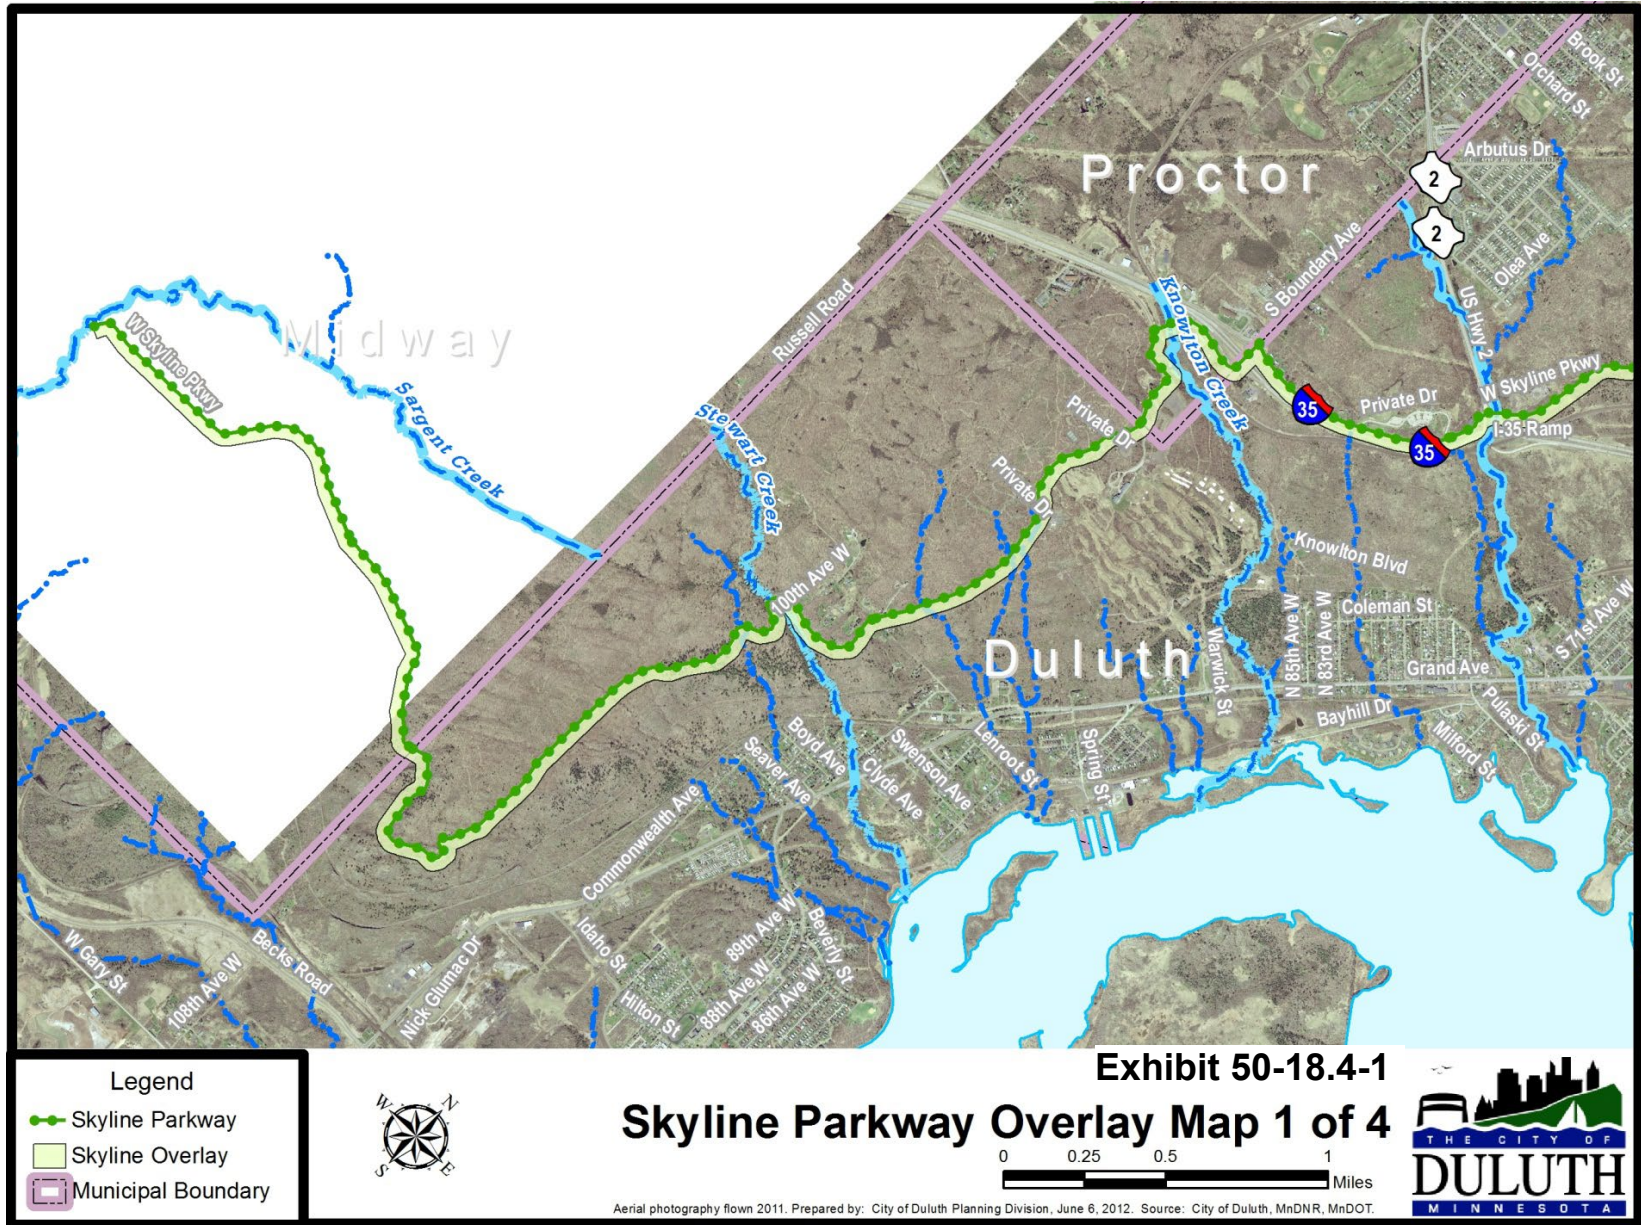 Brook St
Orchard St
Arbutus Dr
Proctor
2
2
Olea Ave
S Boundary Ave
US Hwy 2
Knowlton Creek
Russell Road
Midway
W Skyline Pkwy
Sargent Creek
Stewart Creek
Private Dr
Private Dr
Private Dr
35
35
W Skyline Pkwy
I-35 Ramp
100th Ave W
Knowlton Blvd
Coleman St
N 85th Ave W
N 83rd Ave W
S 71st Ave W
Duluth
Warwick St
Grand Ave
Bayhill Dr
Pulaski St
Milford St
Boyd Ave
Seaver Ave
Clyde Ave
Swenson Ave
Lenroot St
Spring St
Commonwealth Ave
Idaho St
89th Ave W
Beverly St
88th Ave W
86th Ave W
Hilton St
Nick Glumac Dr
Becks Road
108th Ave W
W Gary St
Legend
Skyline Parkway
Skyline Overlay
Municipal Boundary
W N
S E
Exhibit 50-18.4-1
Skyline Parkway Overlay Map 1 of 4
0 0.25 0.5 1
Miles
Aerial photography flown 2011. Prepared by: City of Duluth Planning Division, June 6, 2012. Source: City of Duluth, MnDNR, MnDOT.
THE CITY OF
DULUTH
MINNESOTA